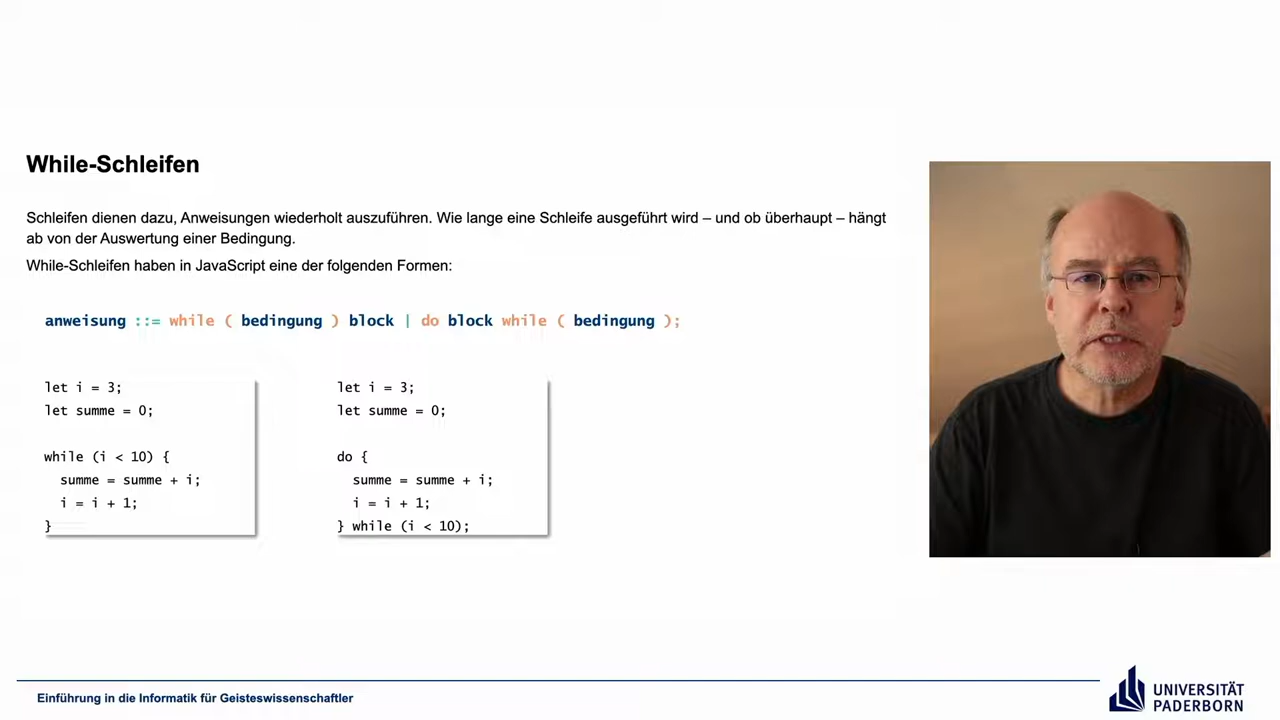 While-Schleifen
Schleifen dienen dazu, Anweisungen wiederholt auszuführen. Wie lange eine Schleife ausgeführt wird – und ob überhaupt – hängt
ab von der Auswertung einer Bedingung.
While-Schleifen haben in JavaScript eine der folgenden Formen:
anweisung ::= while ( bedingung ) block | do block while ( bedingung );
let i = 3;
let summe = 0;
while (i < 10) {
  summe = summe + i;
  i = i + 1;
}
let i = 3;
let summe = 0;
do {
  summe = summe + i;
  i = i + 1;
} while (i < 10);
Einführung in die Informatik für Geisteswissenschaftler
UNIVERSITÄT
PADERBORN